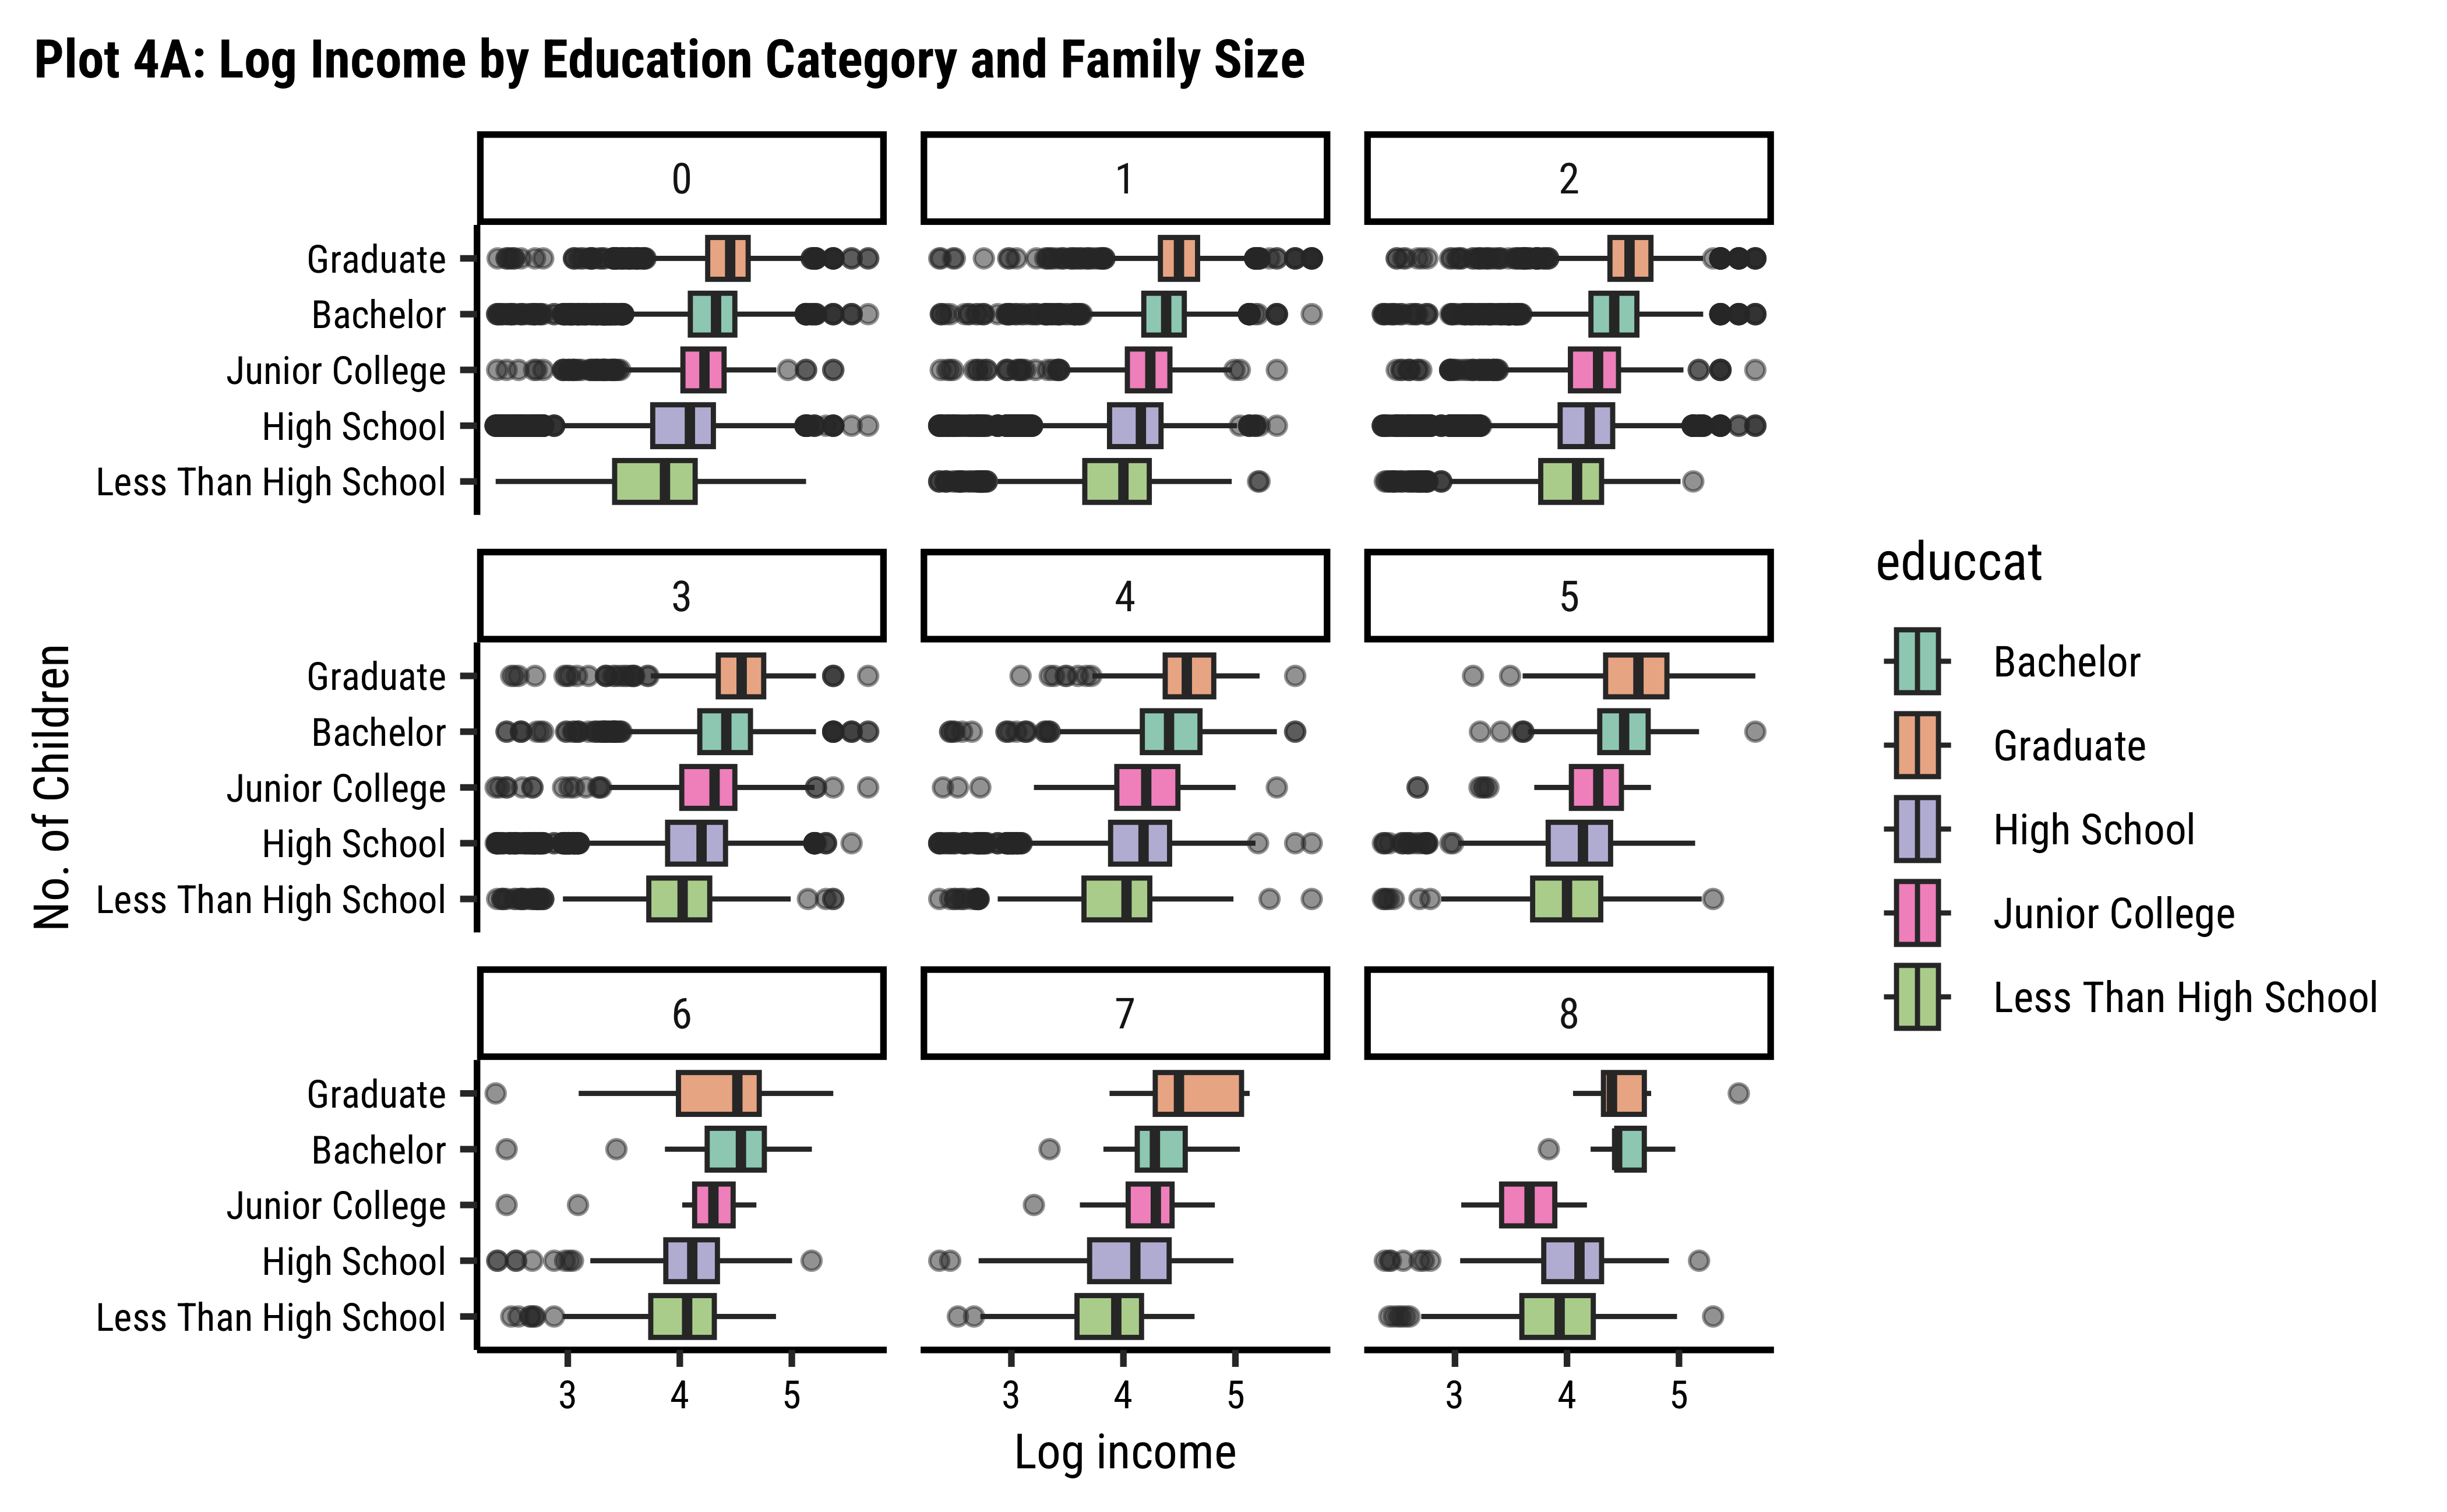 Plot 4A: Log Income by Education Category and Family Size
0
1
2
Graduate
Bachelor
Junior College
High School
Less Than High School
3
4
5
Graduate
Bachelor
Junior College
High School
Less Than High School
6
7
8
Graduate
Bachelor
Junior College
High School
Less Than High School
3 4 5
3 4 5
3 4 5
Log income
No. of Children
educcat
Bachelor
Graduate
High School
Junior College
Less Than High School